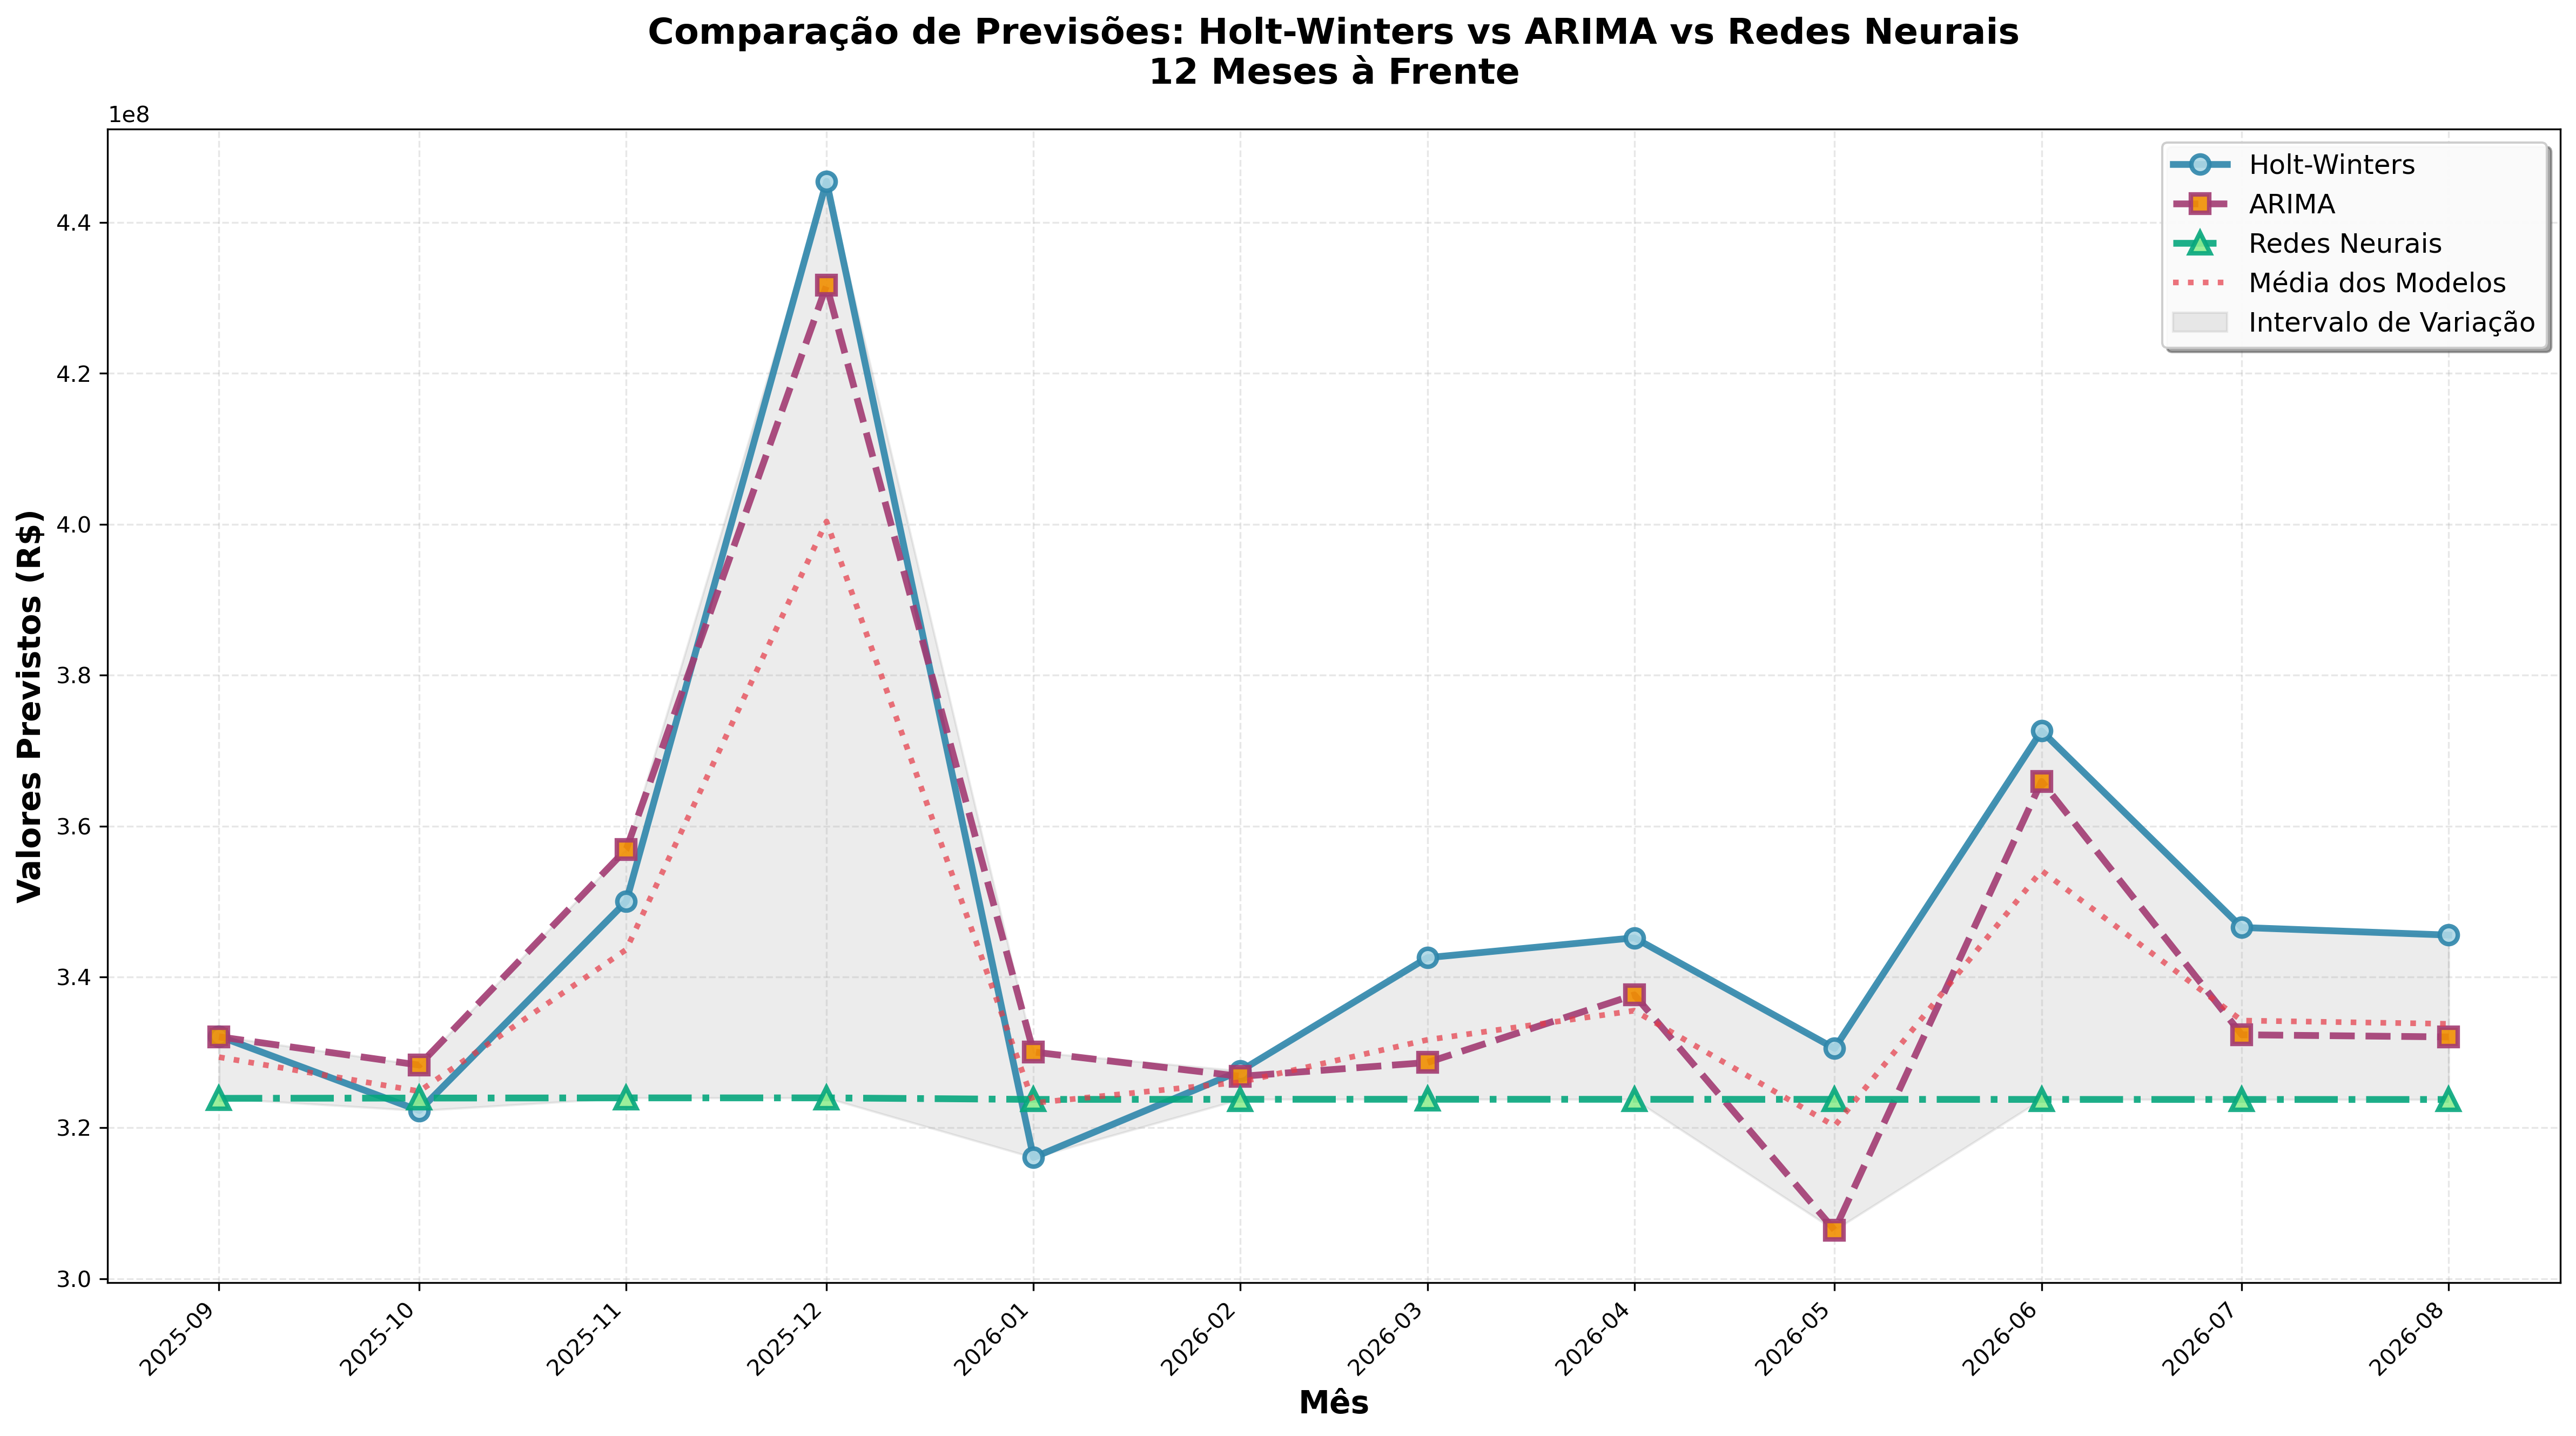 Comparação de Previsões: Holt-Winters vs ARIMA vs Redes Neurais
12 Meses à Frente
1e8
Holt-Winters
ARIMA
Redes Neurais
Média dos Modelos
Intervalo de Variação
Valores Previstos (R$)
4.4
4.2
4.0
3.8
3.6
3.4
3.2
3.0
2025-09
2025-10
2025-11
2025-12
2026-01
2026-02
2026-03
2026-04
2026-05
2026-06
2026-07
2026-08
Mês